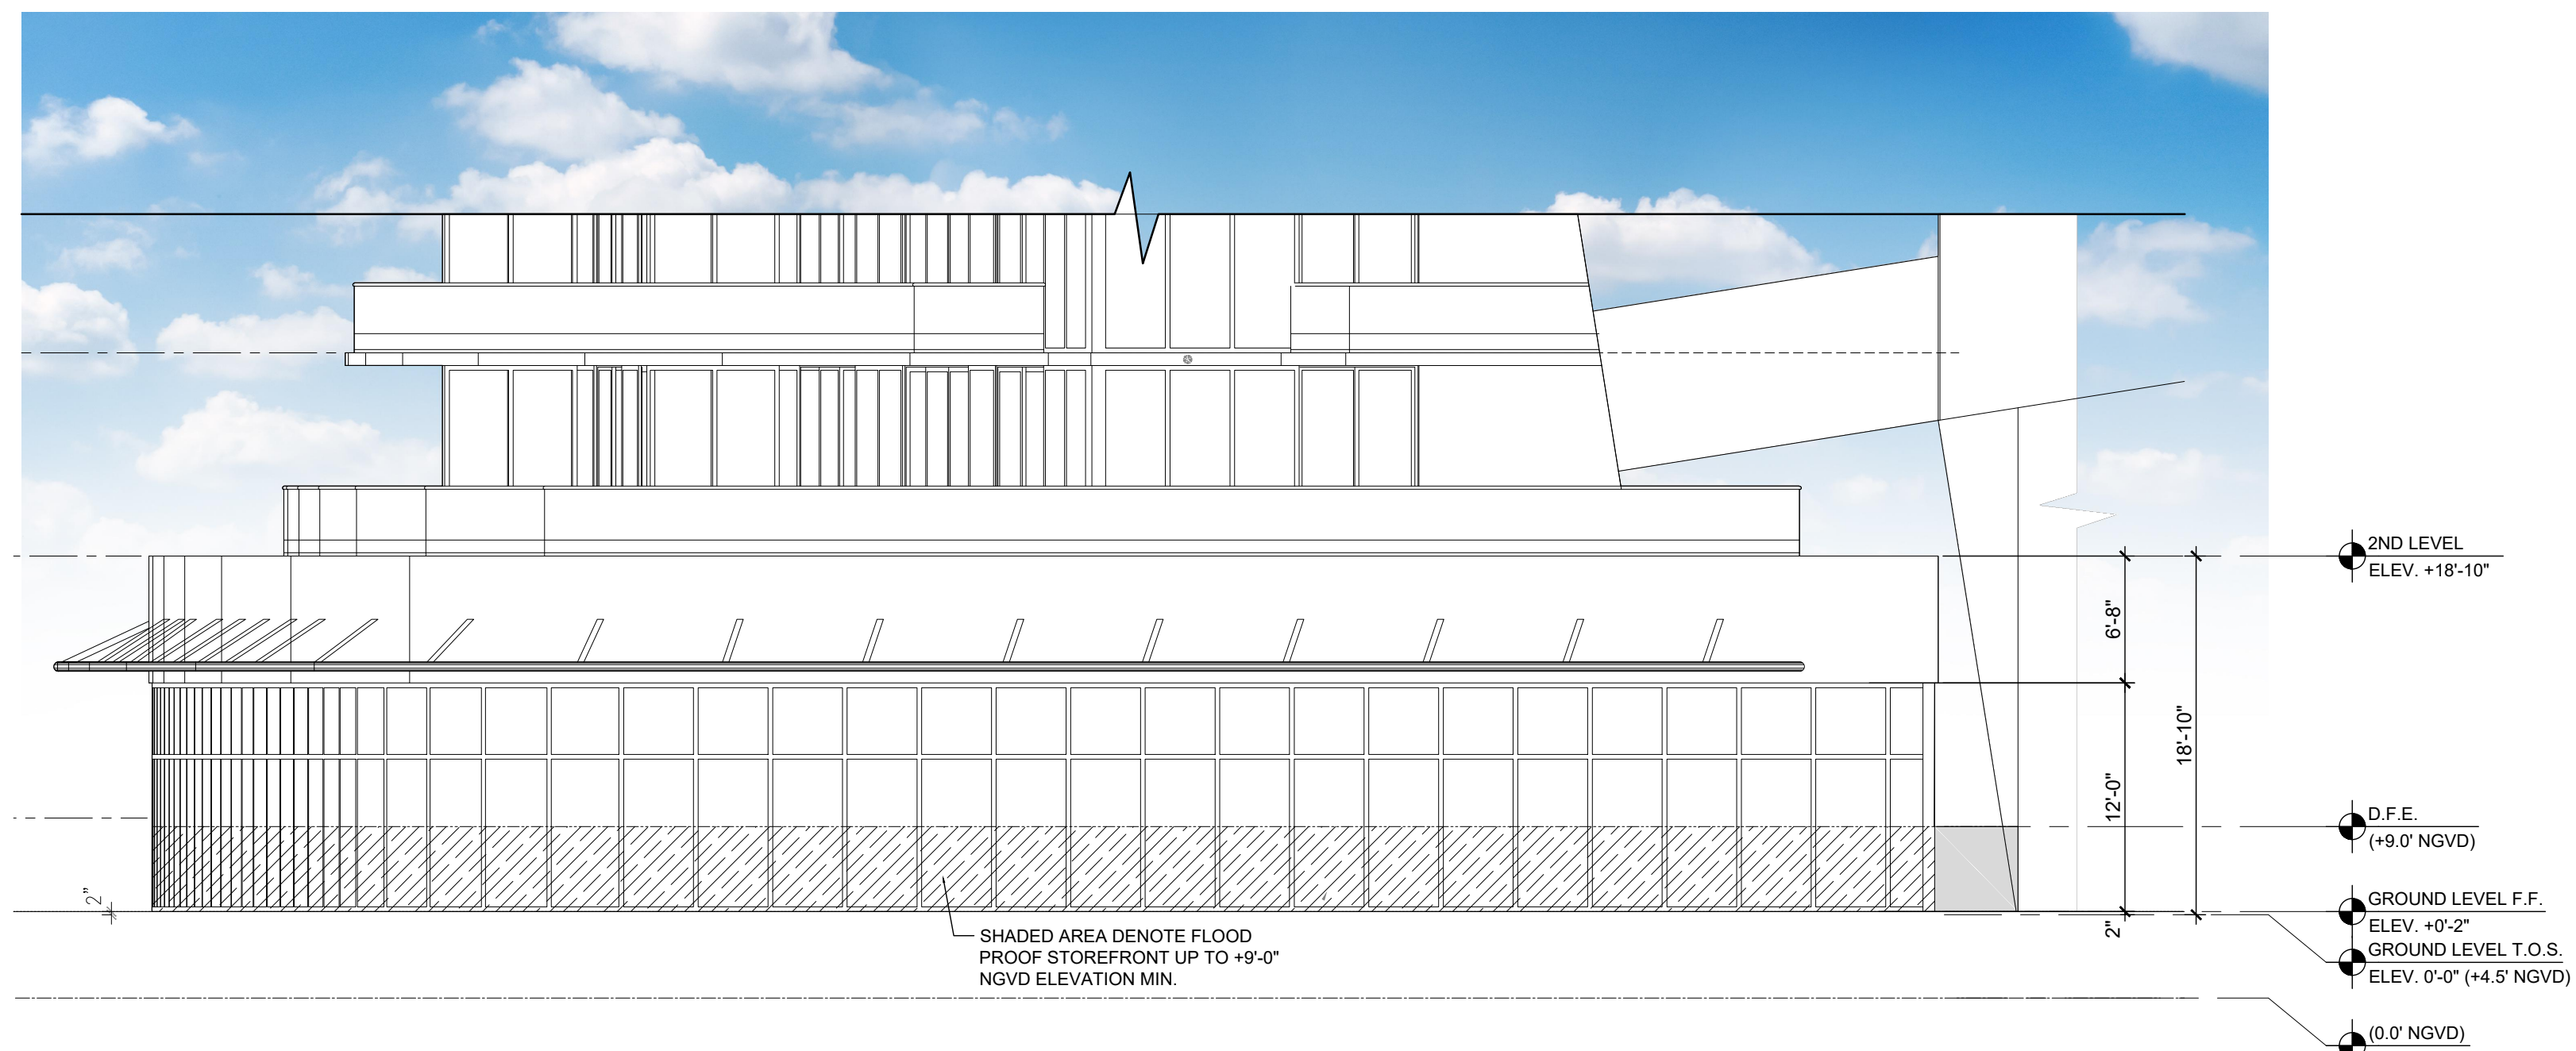 2ND LEVEL
ELEV. +18'-10"
6'-8"
18'-10"
12'-0"
D.F.E.
(+9.0' NGVD)
2"
GROUND LEVEL F.F.
ELEV. +0'-2"
2"
SHADED AREA DENOTE FLOOD
PROOF STOREFRONT UP TO +9'-0"
NGVD ELEVATION MIN.
GROUND LEVEL T.O.S.
ELEV. 0'-0" (+4.5' NGVD)
(0.0' NGVD)